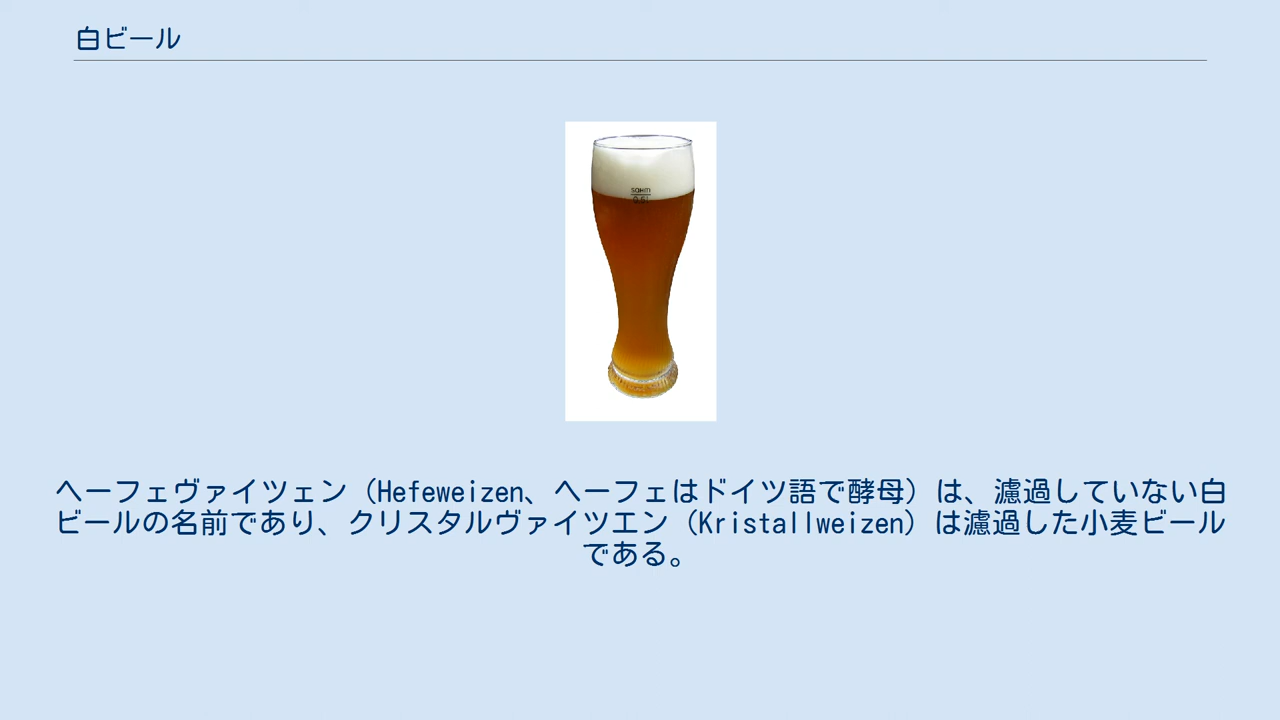 白ビール
sahm
0,5l
ヘーフェヴァイツェン（Hefeweizen、ヘーフェはドイツ語で酵母）は、濾過していない白
ビールの名前であり、クリスタルヴァイツエン（Kristallweizen）は濾過した小麦ビール
である。